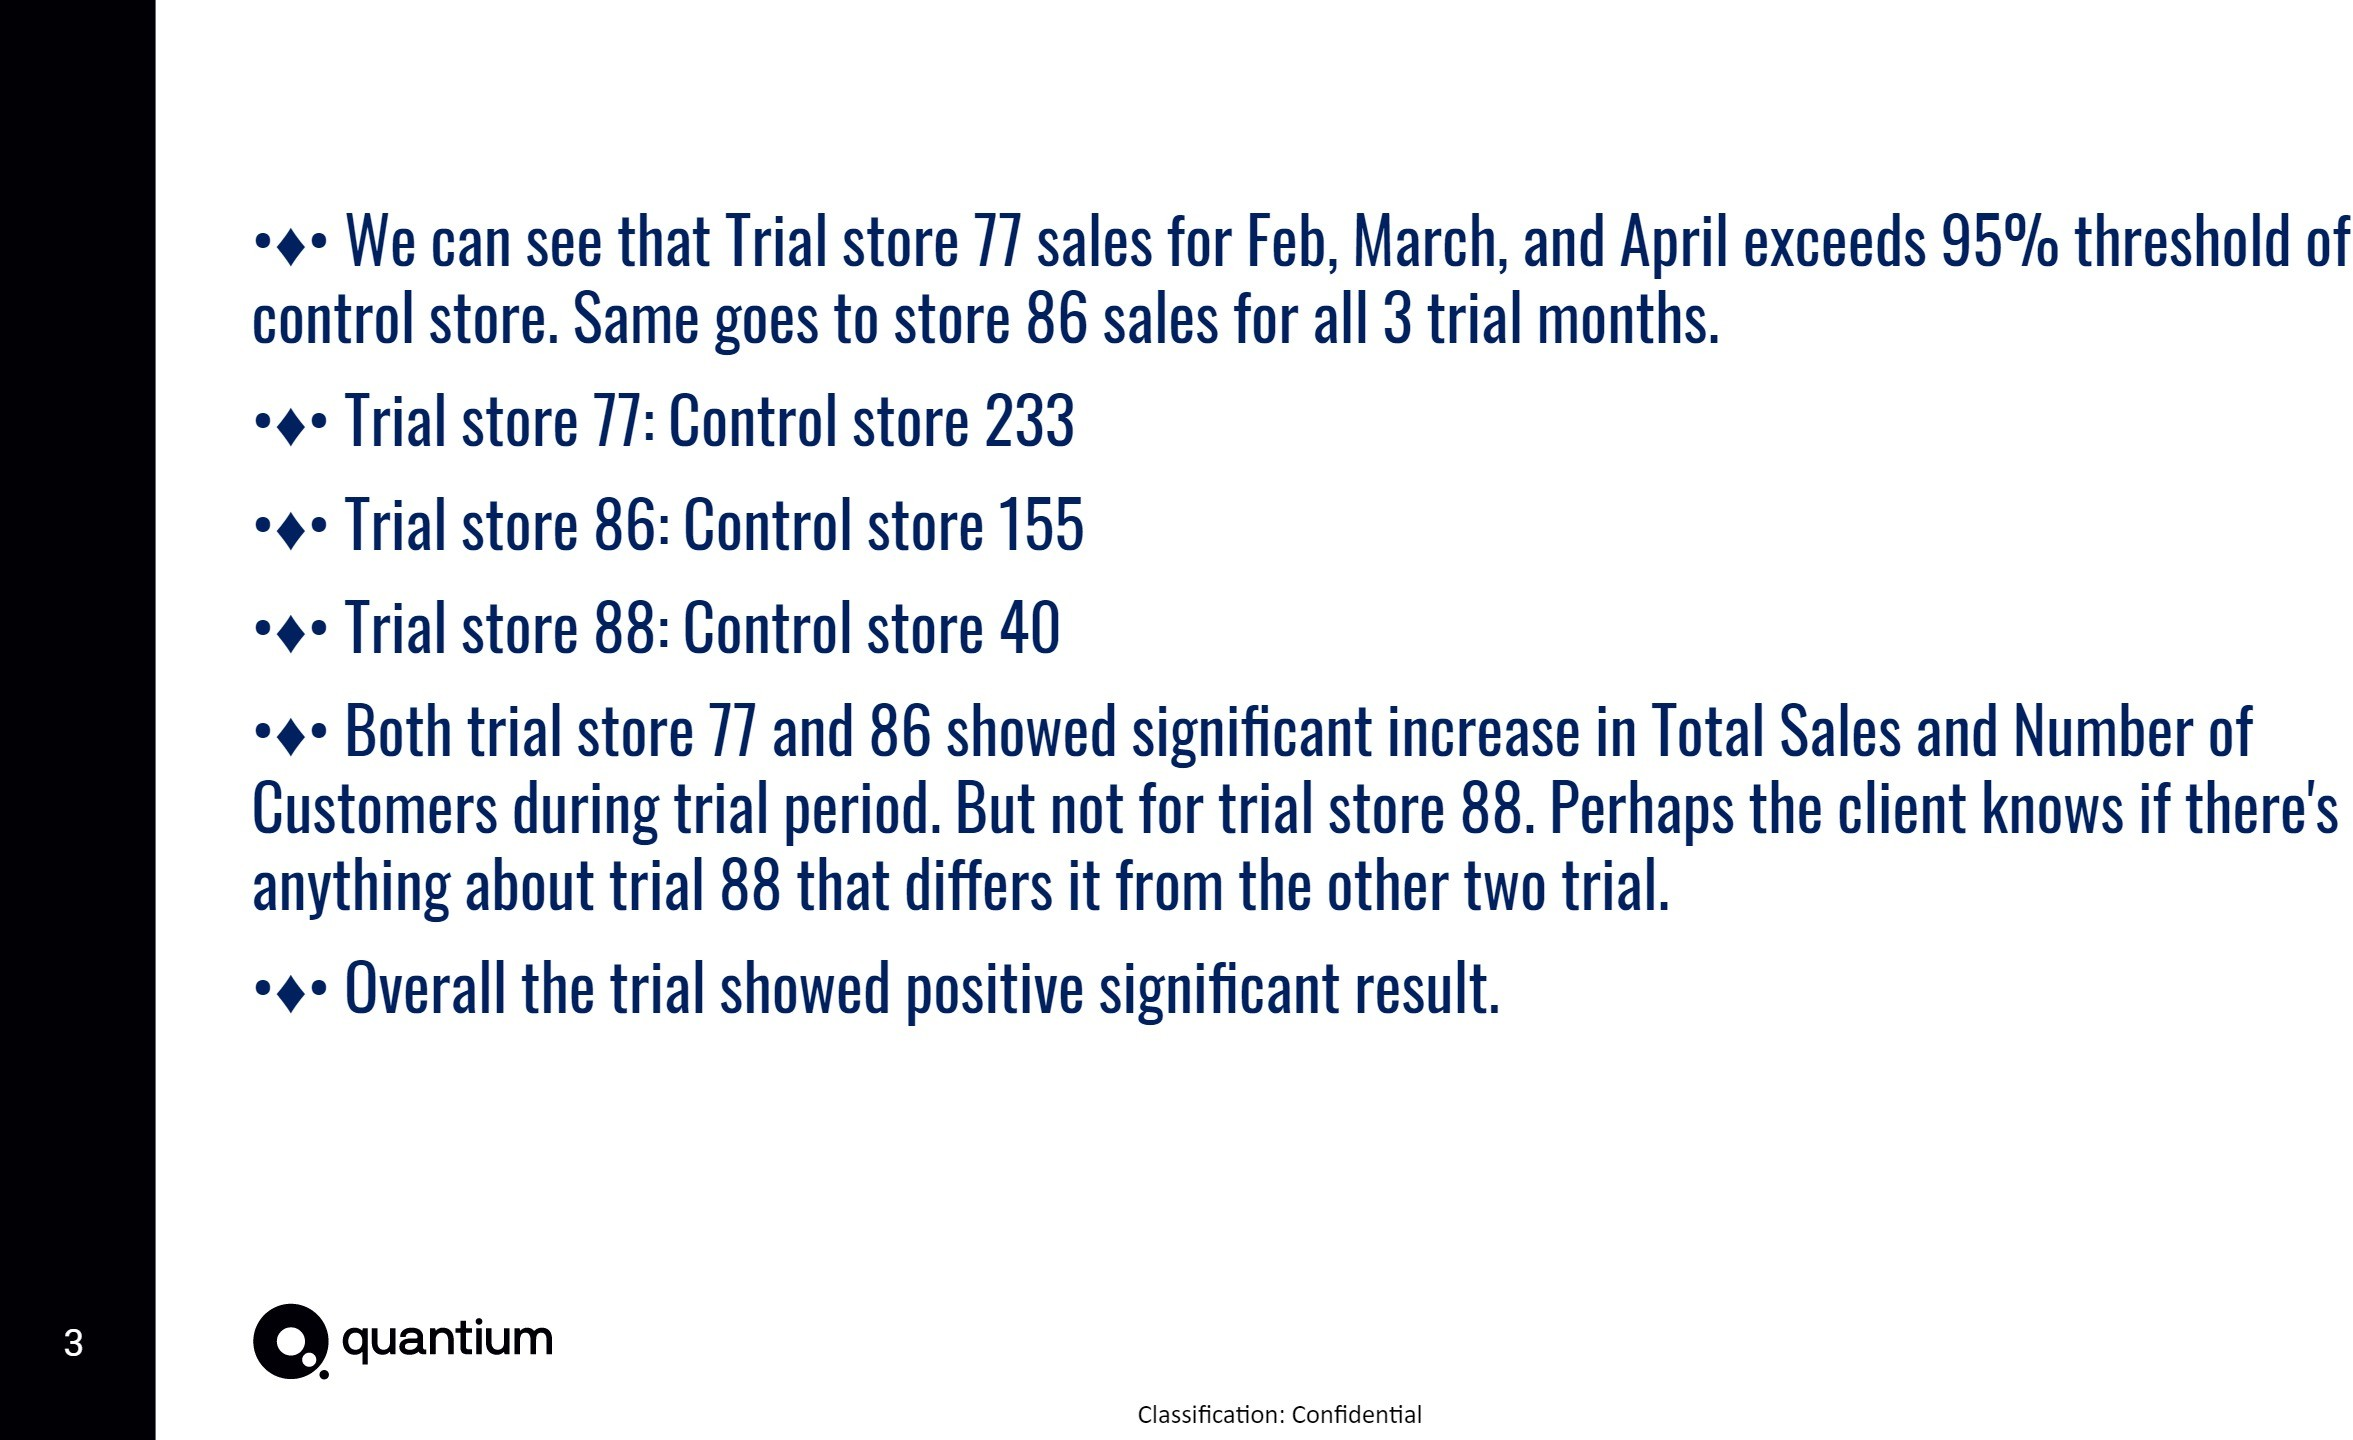 •♦• We can see that Trial store 77 sales for Feb, March, and April exceeds 95% threshold of
control store. Same goes to store 86 sales for all 3 trial months.
•♦• Trial store 77: Control store 233
•♦• Trial store 86: Control store 155
•♦• Trial store 88: Control store 40
•♦• Both trial store 77 and 86 showed significant increase in Total Sales and Number of
Customers during trial period. But not for trial store 88. Perhaps the client knows if there's
anything about trial 88 that differs it from the other two trial.
•♦• Overall the trial showed positive significant result.
3
quantium
Classification: Confidential